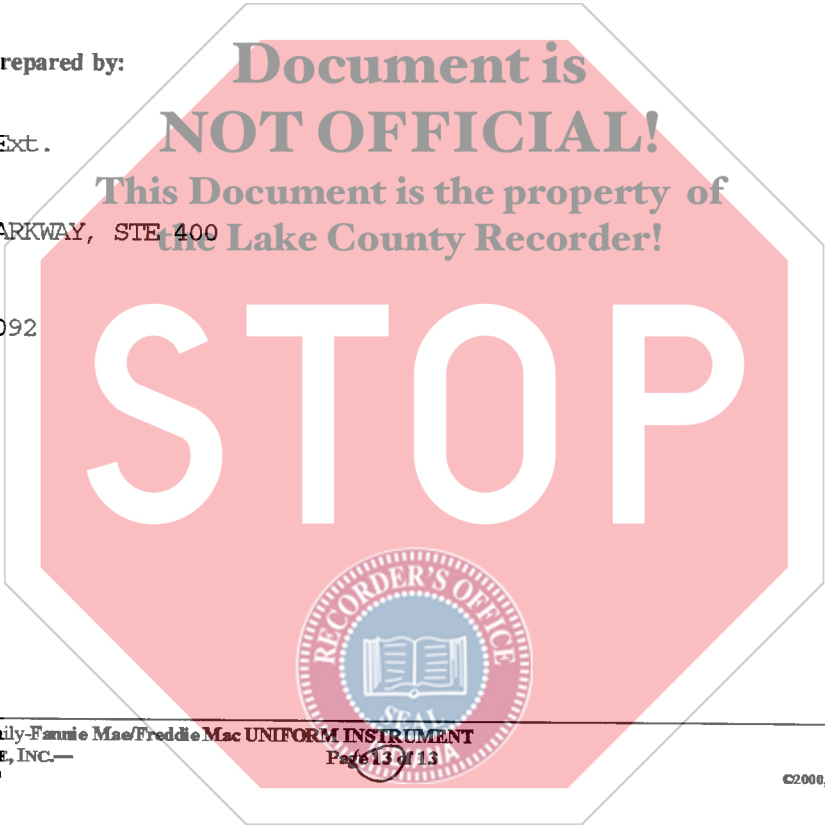 repared by:
Document is
NOT OFFICIAL!
Ext.
This Document is the property of
ARKWAY, STE 400
the Lake County Recorder!
092
STOP
RECORDER'S OFFICE
SEAL
ily-Fannie Mae/Freddie Mac UNIFORM INSTRUMENT
E, INC.—
Page 13 of 13
©2000,